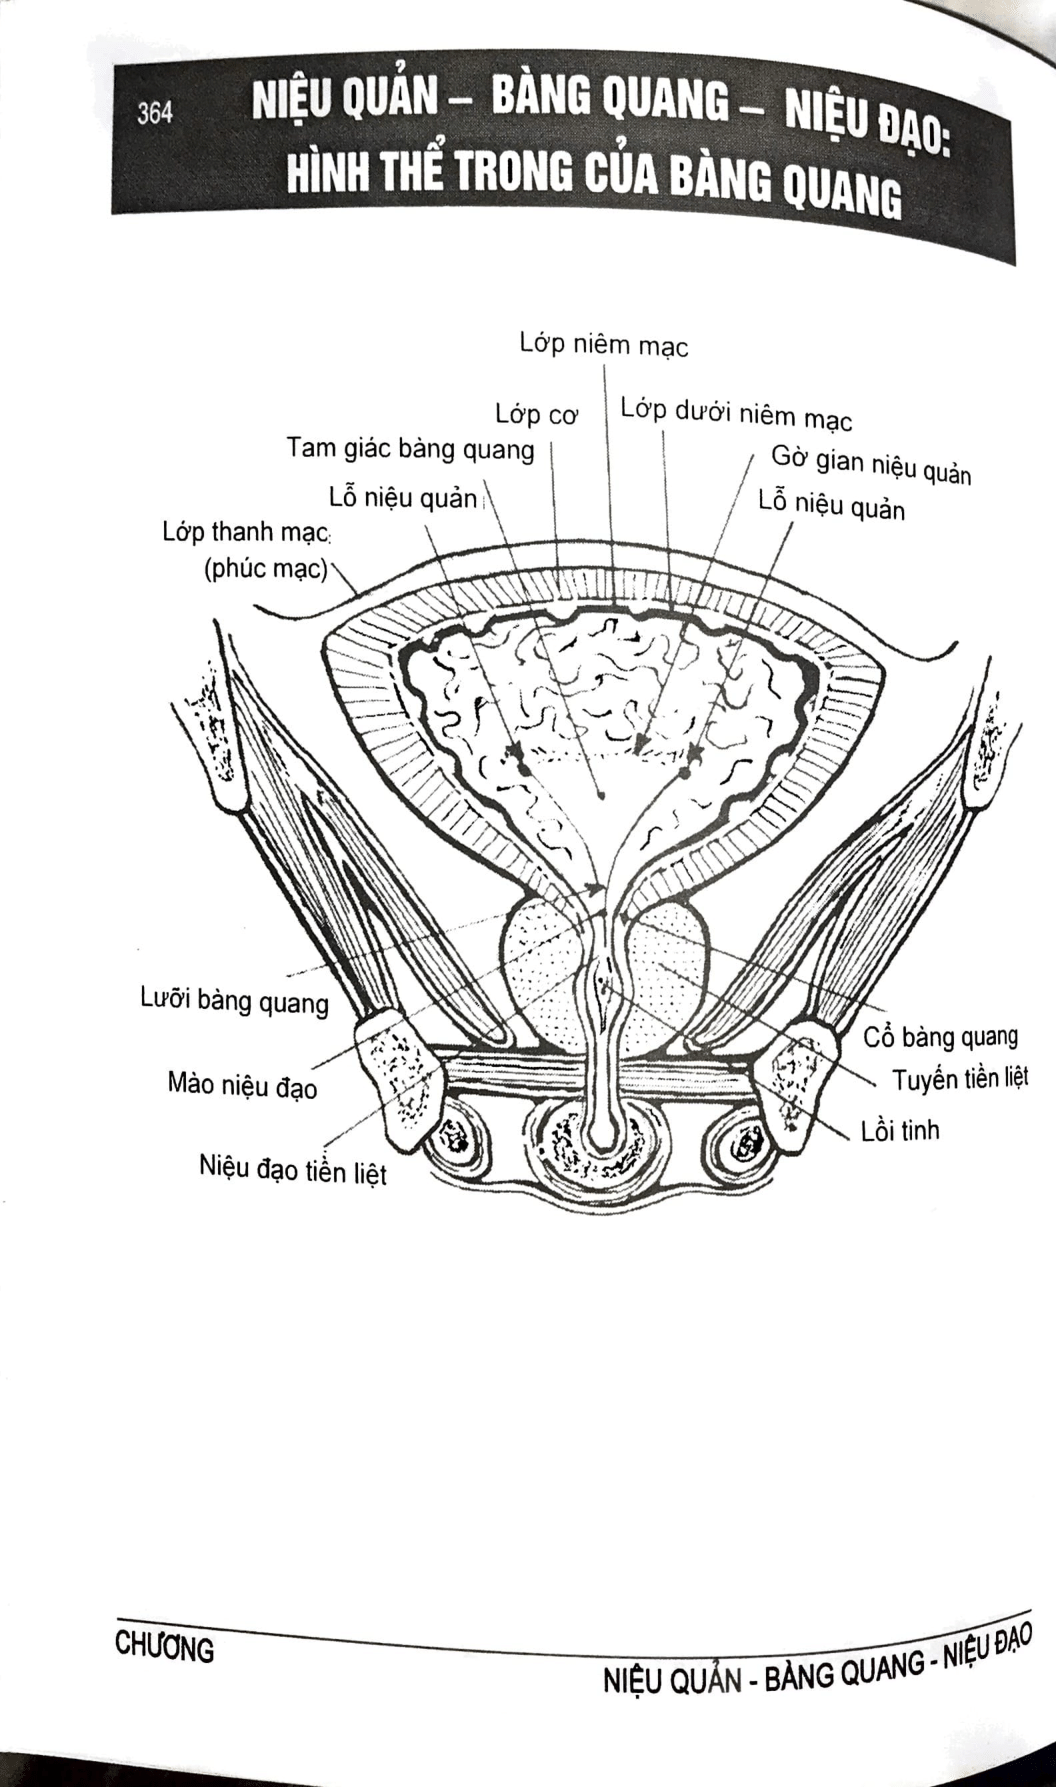 364
NIỆU QUẢN – BÀNG QUANG – NIỆU ĐẠO:
HÌNH THỂ TRONG CỦA BÀNG QUANG
Lớp niêm mạc
Lớp cơ
Lớp dưới niêm mạc
Tam giác bàng quang
Gờ gian niệu quản
Lỗ niệu quản
Lỗ niệu quản
Lớp thanh mạc
(phúc mạc)
Lưỡi bàng quang
Cổ bàng quang
Mào niệu đạo
Tuyến tiền liệt
Lồi tinh
Niệu đạo tiền liệt
CHƯƠNG
NIỆU QUẢN - BÀNG QUANG - NIỆU ĐẠO